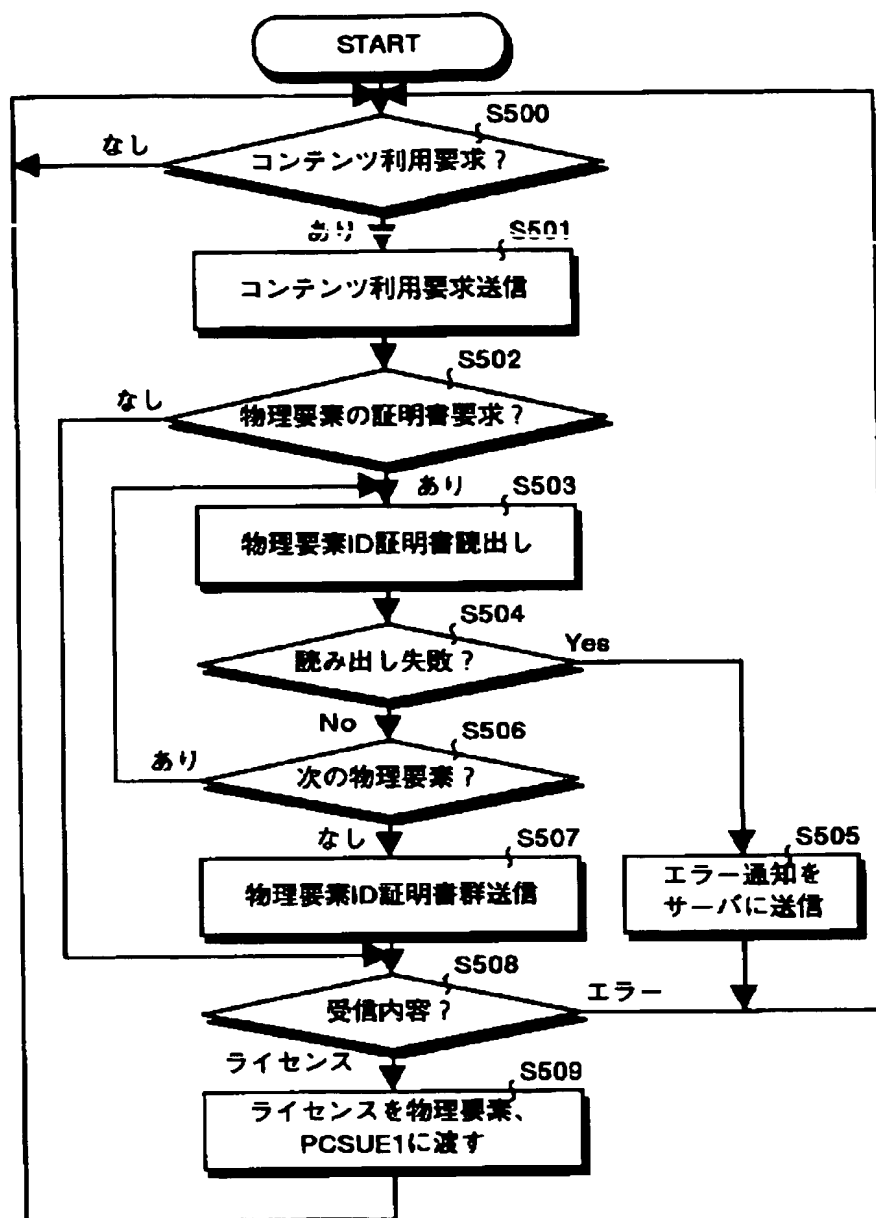 START
S500
なし
コンテンツ利用要求?
あり
S501
コンテンツ利用要求送信
S502
なし
物理要素の証明書要求?
あり
S503
物理要素ID証明書読出し
S504
読み出し失敗?
Yes
No
S506
あり
次の物理要素?
なし
S507
物理要素ID証明書群送信
S505
エラー通知を
サーバに送信
S508
受信内容?
エラー
ライセンス
S509
ライセンスを物理要素、
PCSUE1に渡す